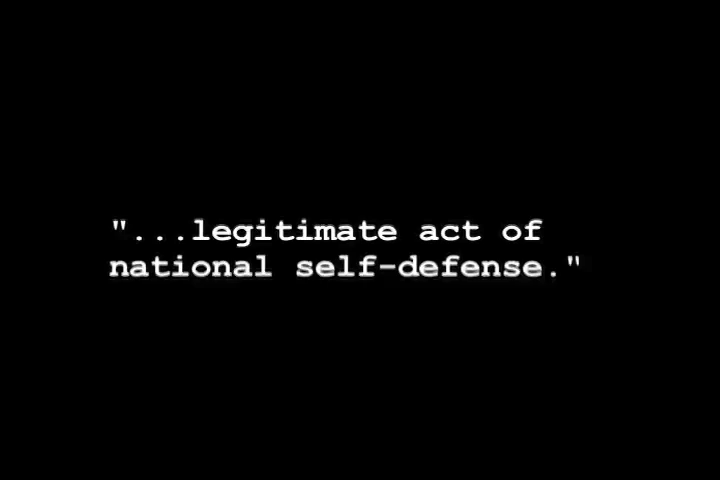 "...legitimate act of
national self-defense."